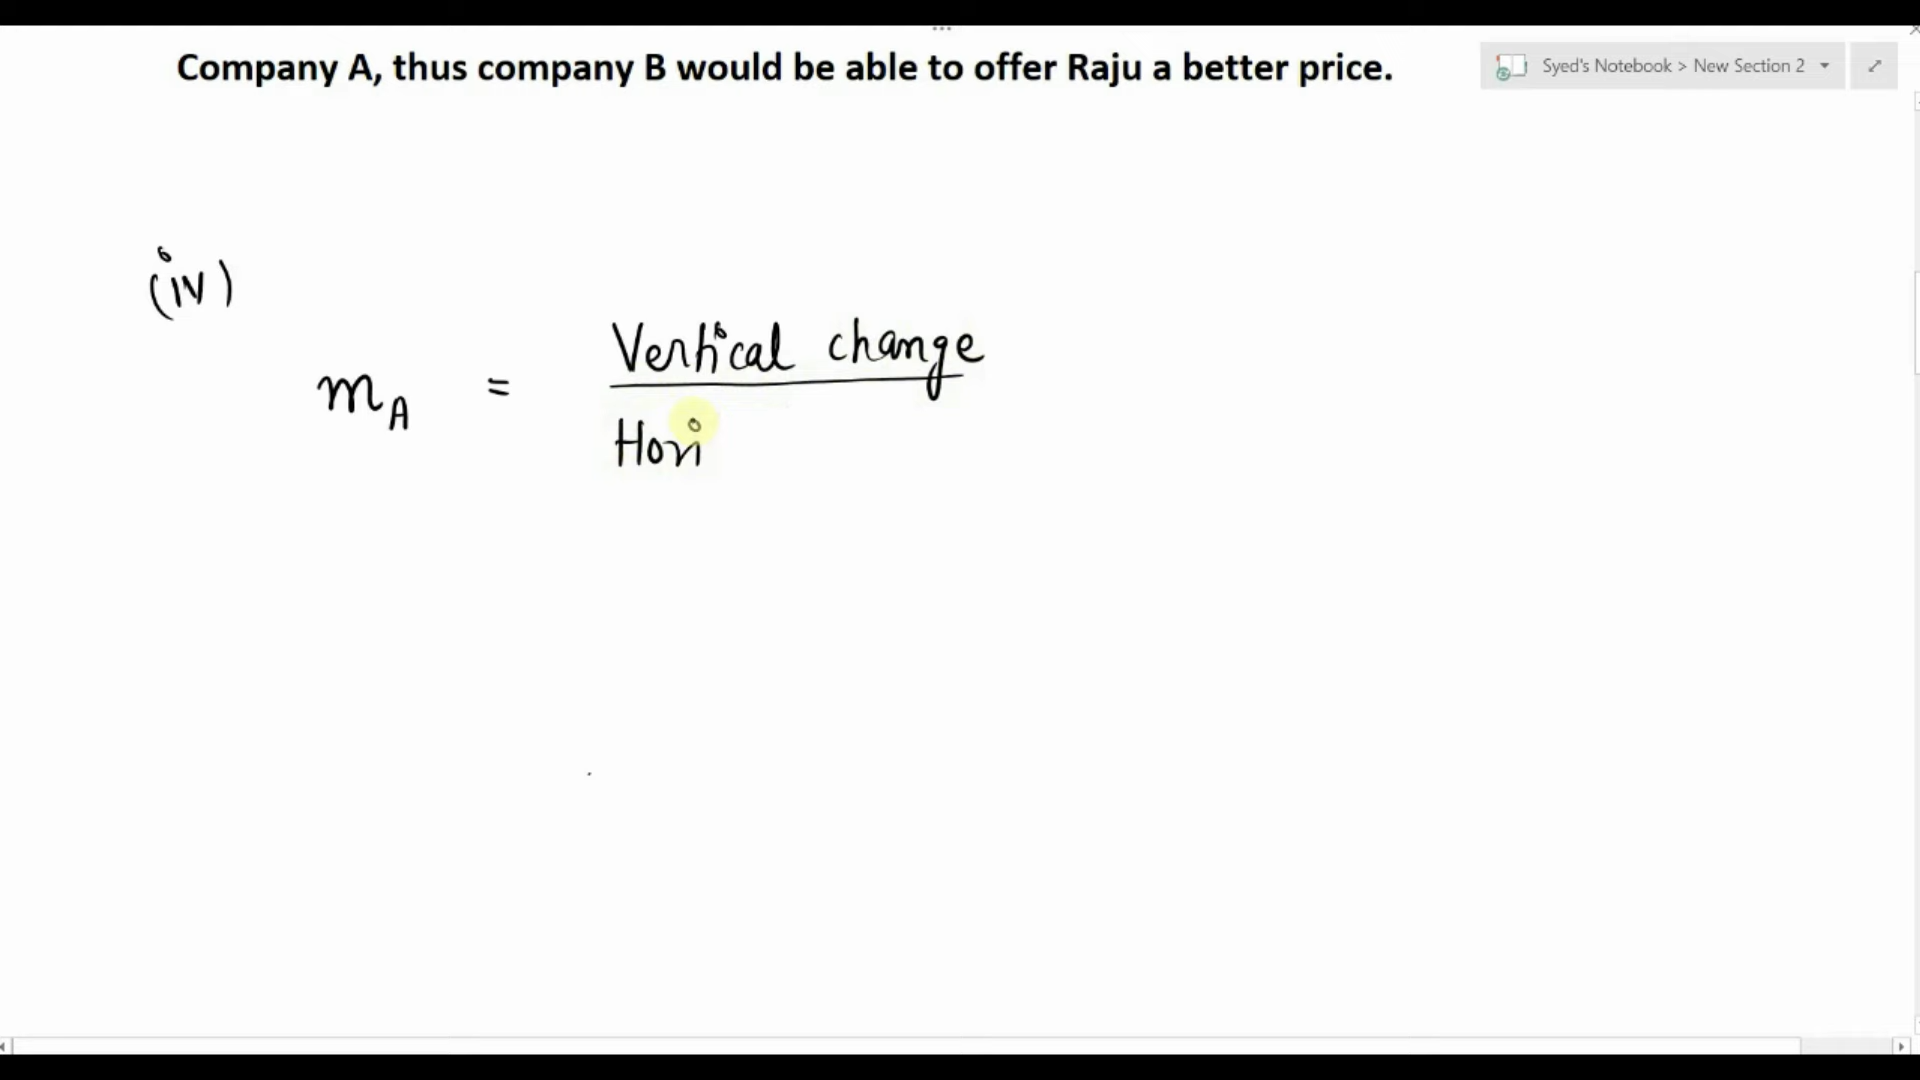 Company A, thus company B would be able to offer Raju a better price.
Syed's Notebook > New Section 2
(iv)
Vertical change
m_A =
Hori